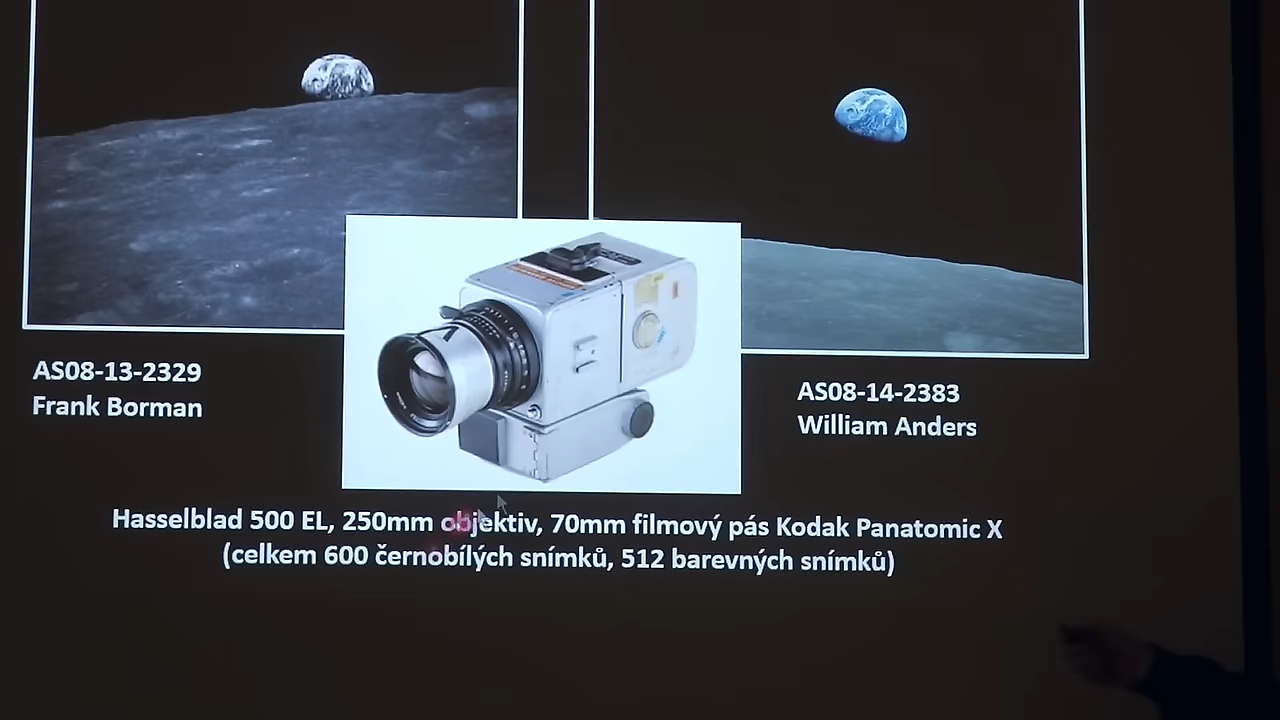 AS08-13-2329
Frank Borman
AS08-14-2383
William Anders
Hasselblad 500 EL, 250mm objektiv, 70mm filmový pás Kodak Panatomic X
(celkem 600 černobílých snímků, 512 barevných snímků)